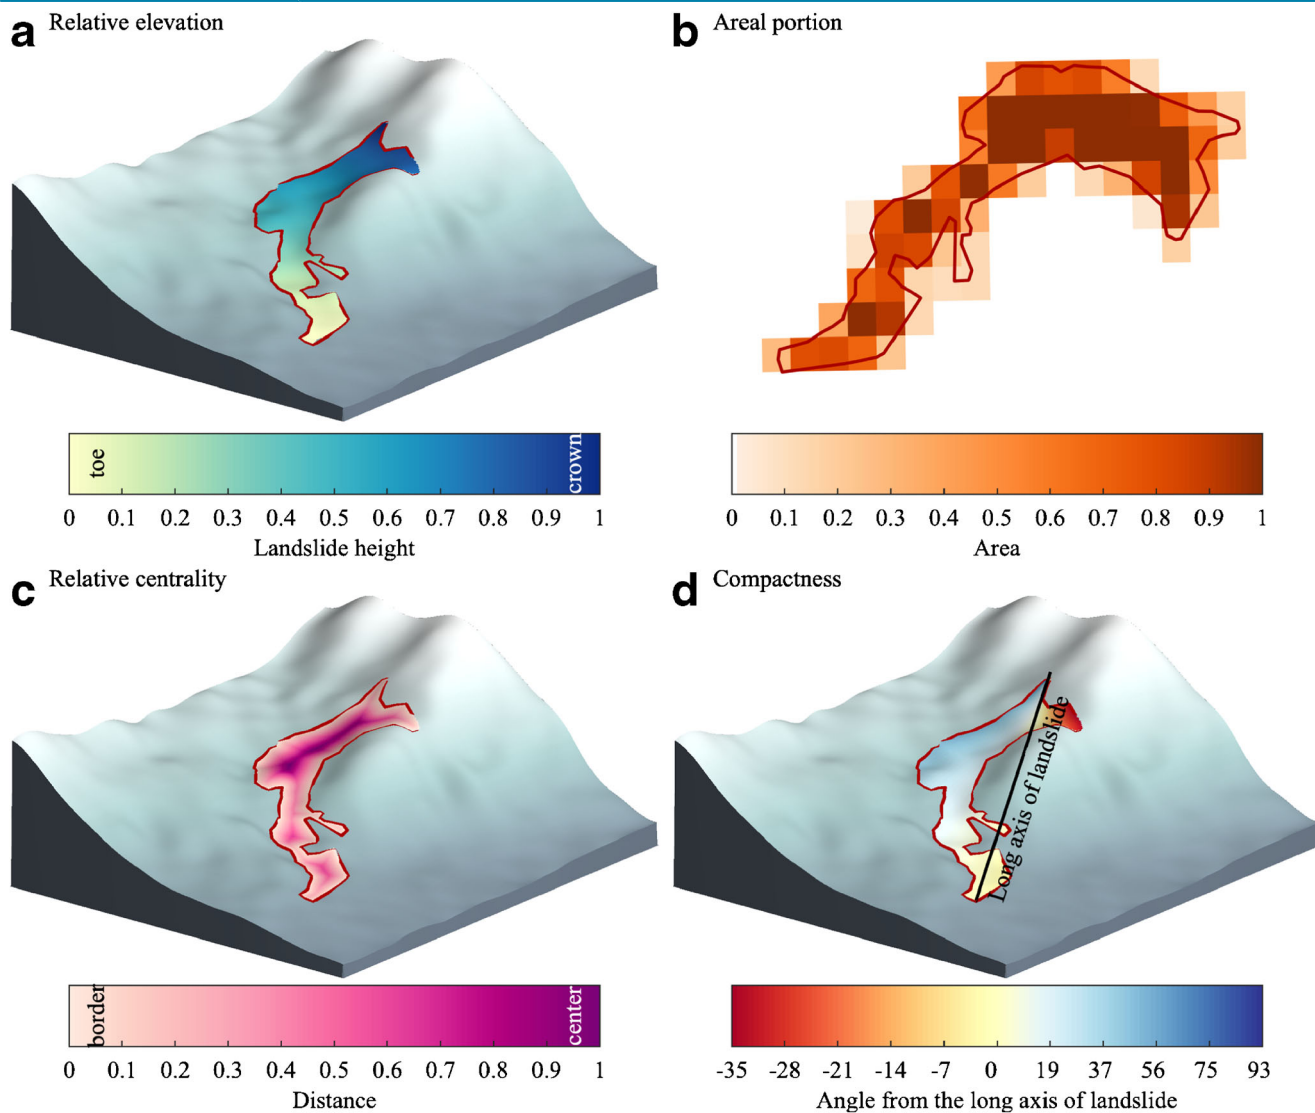 a Relative elevation
toe
crown
0 0.1 0.2 0.3 0.4 0.5 0.6 0.7 0.8 0.9 1
Landslide height
b Areal portion
0 0.1 0.2 0.3 0.4 0.5 0.6 0.7 0.8 0.9 1
Area
c Relative centrality
border
center
0 0.1 0.2 0.3 0.4 0.5 0.6 0.7 0.8 0.9 1
Distance
d Compactness
Long axis of landslide
-35 -28 -21 -14 -7 0 19 37 56 75 93
Angle from the long axis of landslide